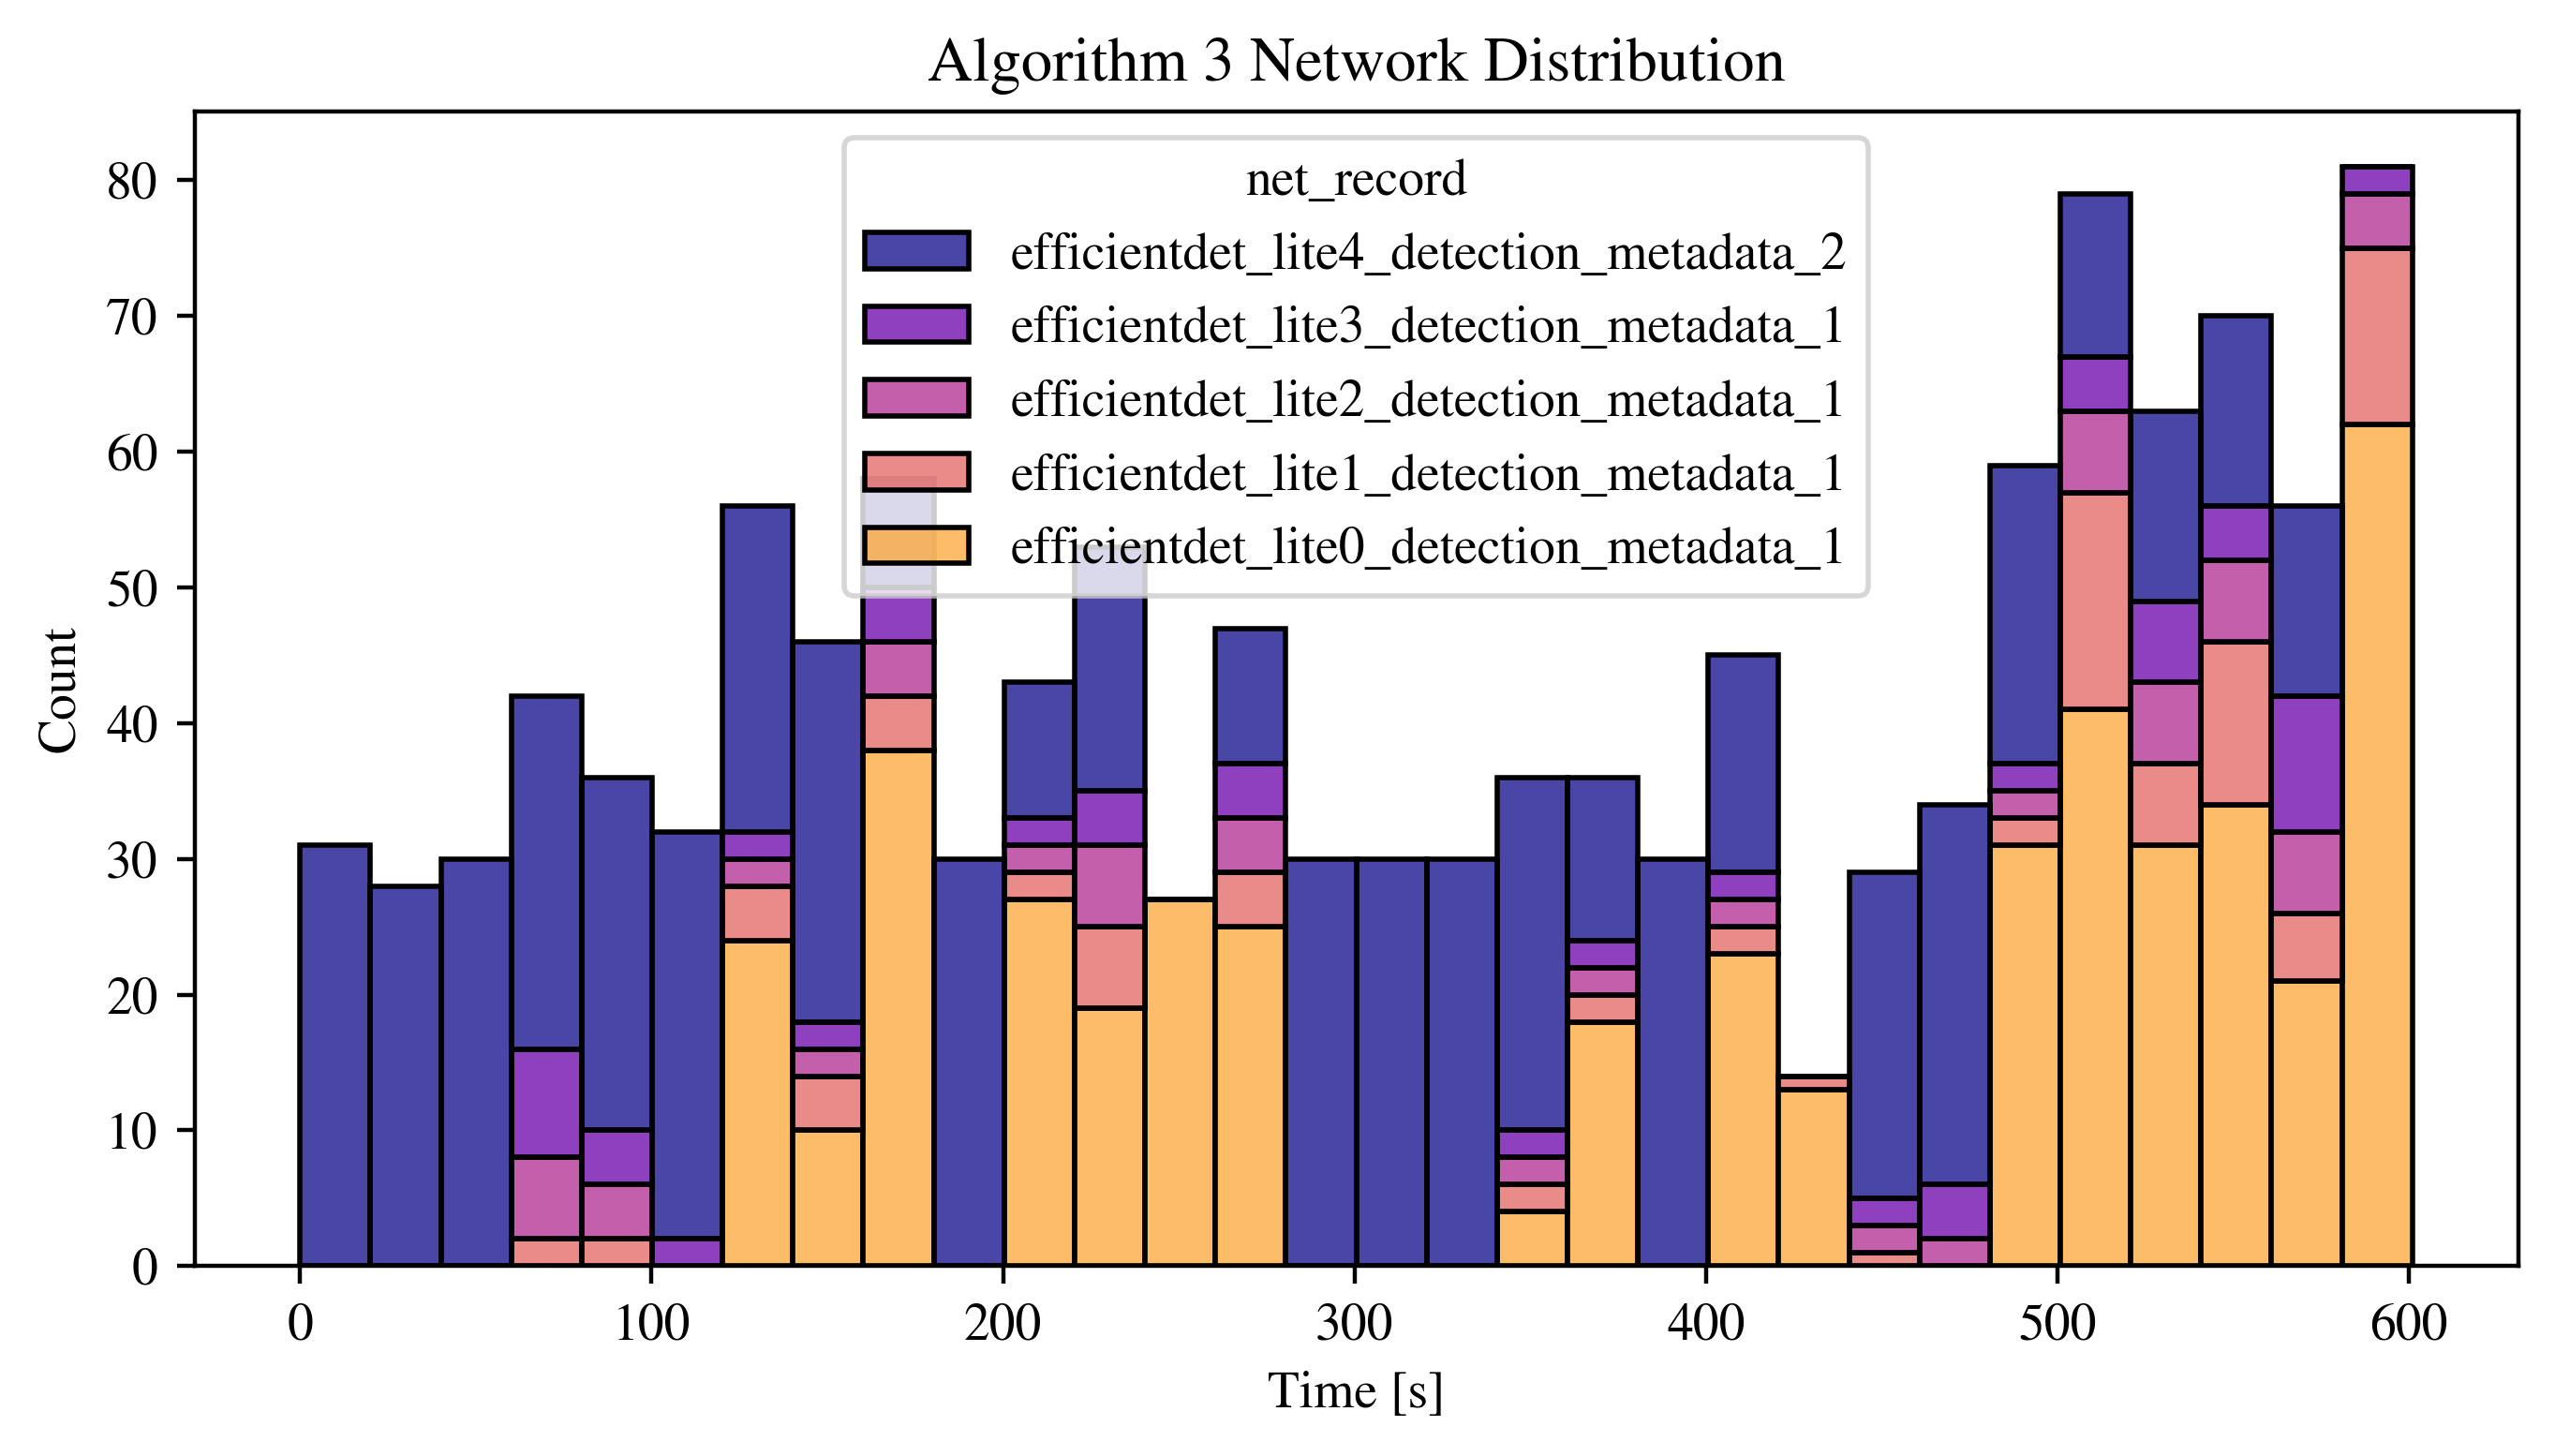 Algorithm 3 Network Distribution
net_record
efficientdet_lite4_detection_metadata_2
efficientdet_lite3_detection_metadata_1
efficientdet_lite2_detection_metadata_1
efficientdet_lite1_detection_metadata_1
efficientdet_lite0_detection_metadata_1
Count
80
70
60
50
40
30
20
10
0
0 100 200 300 400 500 600
Time [s]